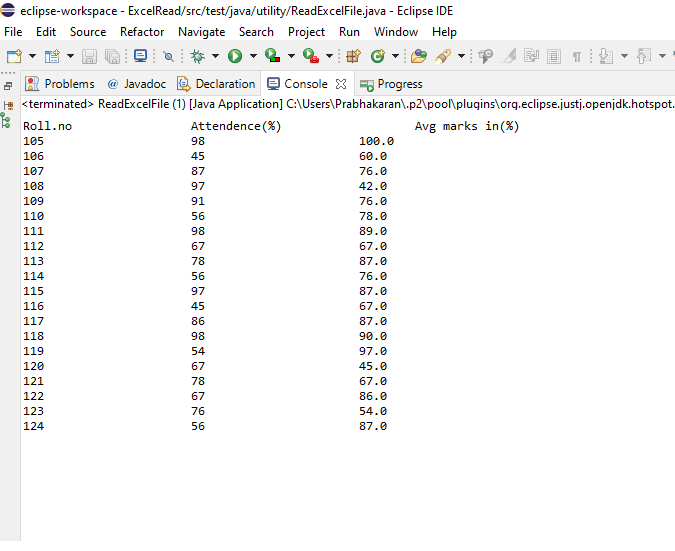 eclipse-workspace - ExcelRead/src/test/java/utility/ReadExcelFile.java - Eclipse IDE
File Edit Source Refactor Navigate Search Project Run Window Help
Problems @ Javadoc Declaration Console Progress
<terminated> ReadExcelFile (1) [Java Application] C:\Users\Prabhakaran\.p2\pool\plugins\org.eclipse.justj.openjdk.hotspot.
Roll.no Attendence(%) Avg marks in(%)
105 98 100.0
106 45 60.0
107 87 76.0
108 97 42.0
109 91 76.0
110 56 78.0
111 98 89.0
112 67 67.0
113 78 87.0
114 56 76.0
115 97 87.0
116 45 67.0
117 86 87.0
118 98 90.0
119 54 97.0
120 67 45.0
121 78 67.0
122 67 86.0
123 76 54.0
124 56 87.0